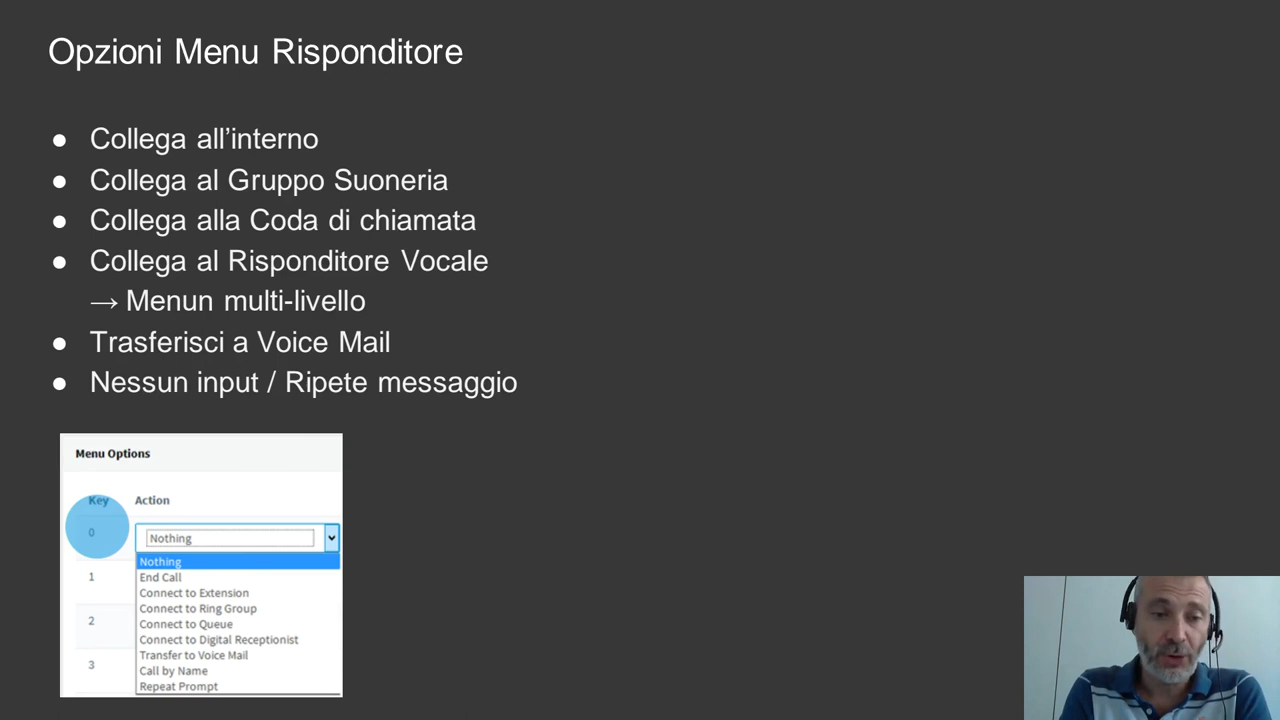 Opzioni Menu Risponditore
● Collega all’interno
● Collega al Gruppo Suoneria
● Collega alla Coda di chiamata
● Collega al Risponditore Vocale
→ Menun multi-livello
● Trasferisci a Voice Mail
● Nessun input / Ripete messaggio
Menu Options
Key Action
0 Nothing
Nothing
End Call
1
Connect to Extension
Connect to Ring Group
2
Connect to Queue
Connect to Digital Receptionist
Transfer to Voice Mail
3
Call by Name
Repeat Prompt